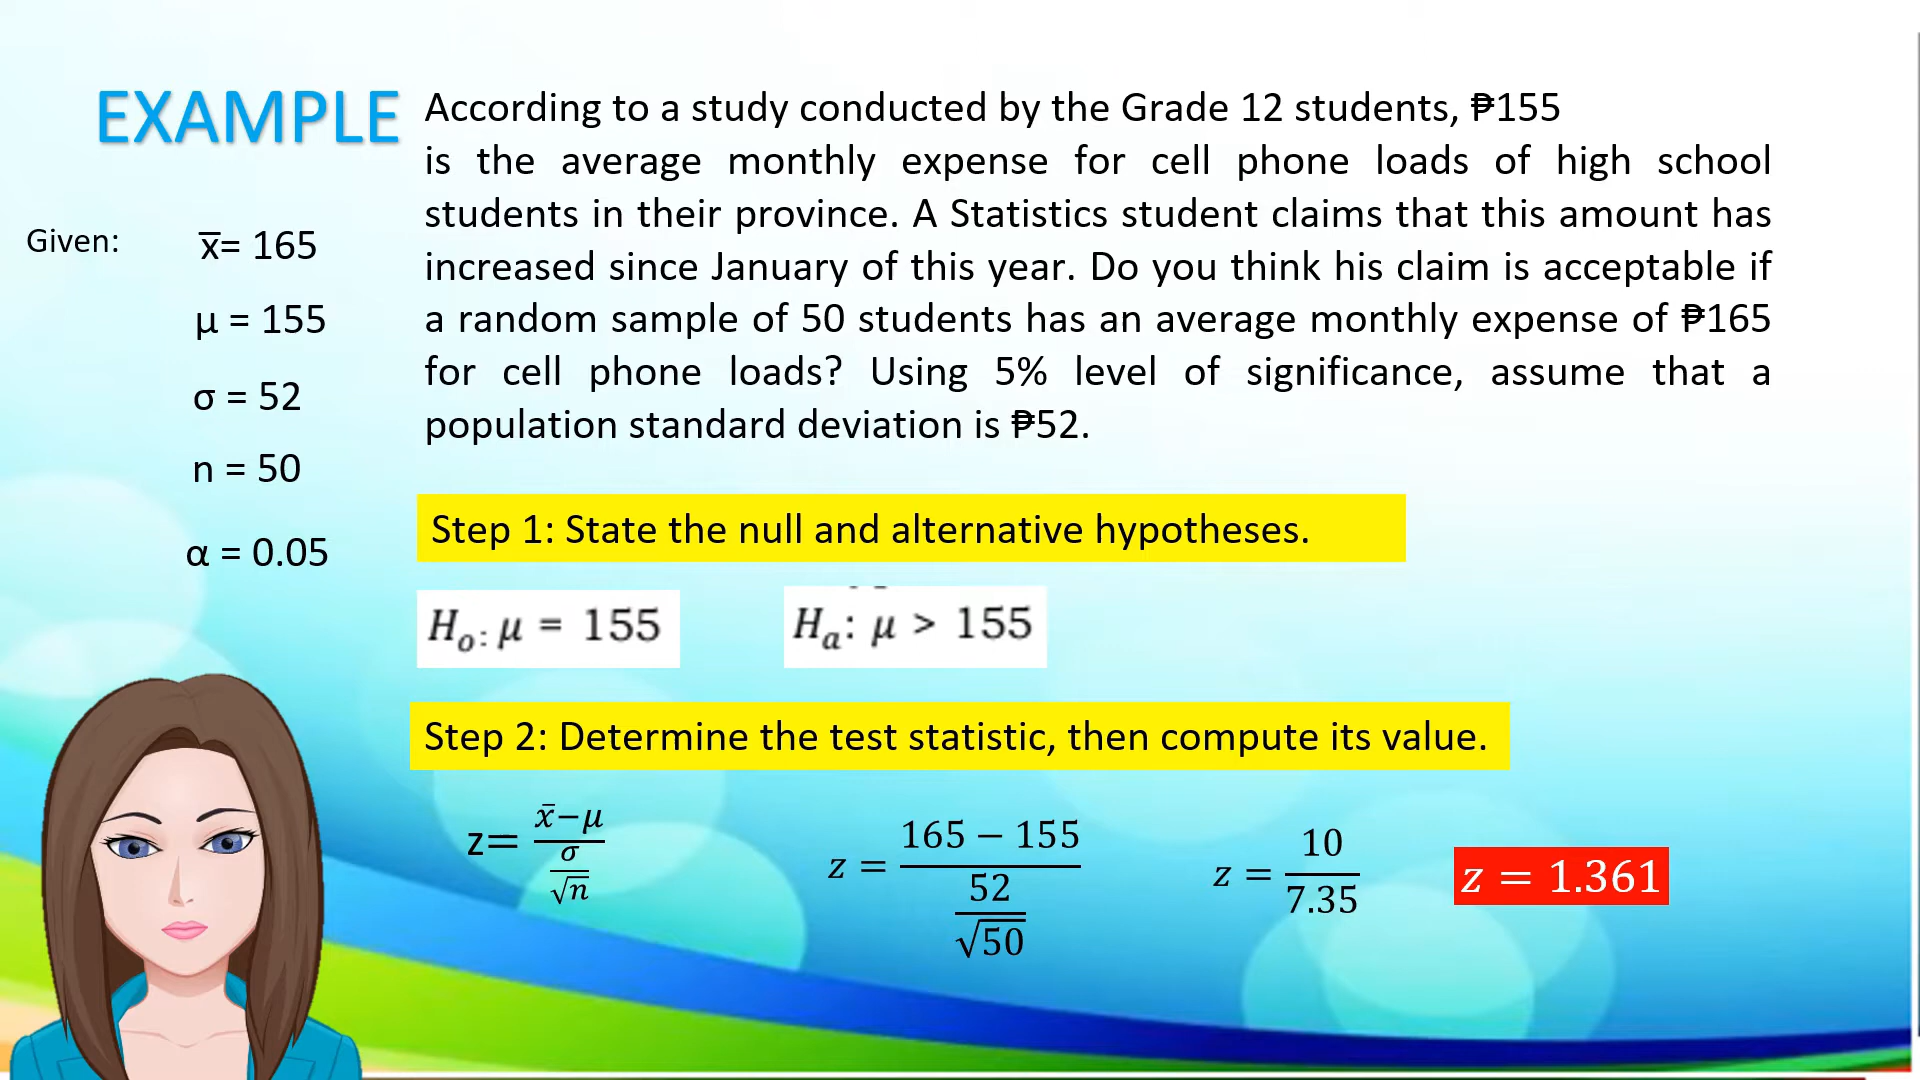 EXAMPLE
According to a study conducted by the Grade 12 students, ₱155
is the average monthly expense for cell phone loads of high school
students in their province. A Statistics student claims that this amount has
increased since January of this year. Do you think his claim is acceptable if
a random sample of 50 students has an average monthly expense of ₱165
for cell phone loads? Using 5% level of significance, assume that a
population standard deviation is ₱52.
Given:
x̅= 165
μ = 155
σ = 52
n = 50
α = 0.05
Step 1: State the null and alternative hypotheses.
Hₒ: μ = 155
Hₐ: μ > 155
Step 2: Determine the test statistic, then compute its value.
z= (x̄−μ)/(σ/√n)
z = (165 − 155)/(52/√50)
z = 10/7.35
z = 1.361